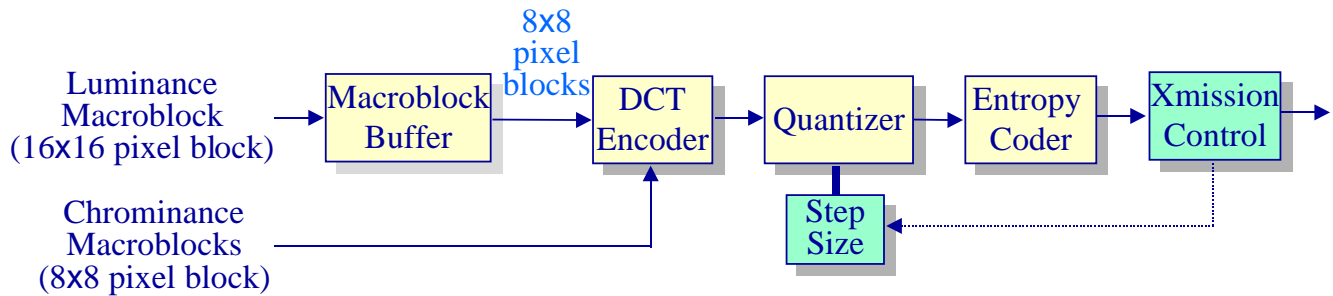 Luminance
Macroblock
(16x16 pixel block)
Macroblock
Buffer
8x8
pixel
blocks
DCT
Encoder
Quantizer
Entropy
Coder
Xmission
Control
Step
Size
Chrominance
Macroblocks
(8x8 pixel block)